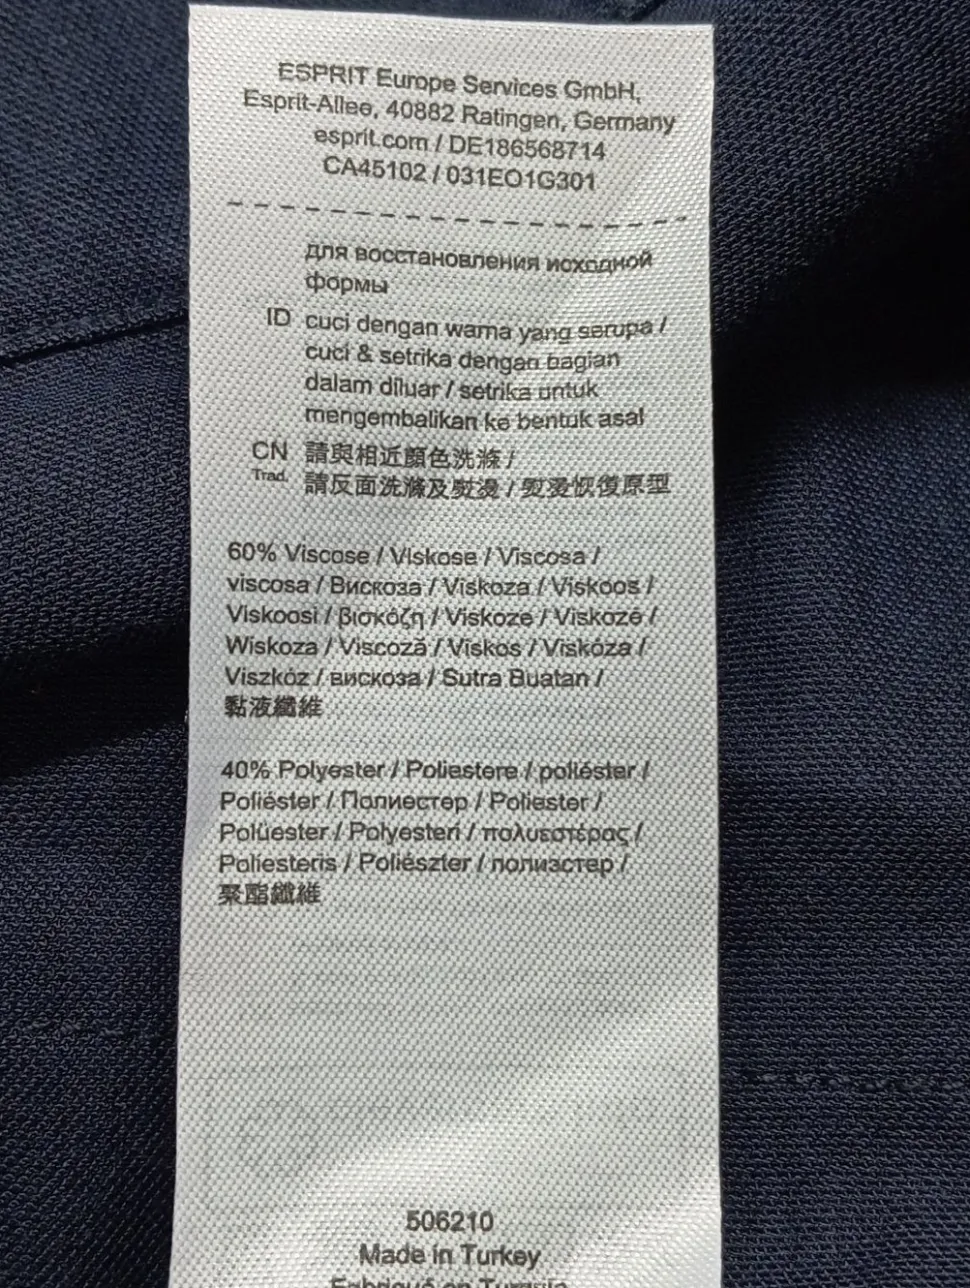 ESPRIT Europe Services GmbH,
Esprit-Allee, 40882 Ratingen, Germany
esprit.com / DE186568714
CA45102 / 031EO1G301
для восстановления исходной
формы
ID cuci dengan warna yang serupa /
cuci & setrika dengan bagian
dalam diluar / setrika untuk
mengembalikan ke bentuk asal
CN 請與相近顏色洗滌 /
Trad. 請反面洗滌及熨燙 / 熨燙恢復原型
60% Viscose / Viskose / Viscosa /
viscosa / Вискоза / Viskoza / Viskoos /
Viskoosi / βισκόζη / Viskoze / Viskozė /
Wiskoza / Viscoză / Viskos / Viskóza /
Viszkóz / вискоза / Sutra Buatan /
黏液纖維
40% Polyester / Poliestere / poliéster /
Poliéster / Полиестер / Poliester /
Polüester / Polyesteri / πολυεστέρας /
Poliesteris / Poliészter / полиэстер /
聚酯纖維
506210
Made in Turkey
Fabriqué en Turquie